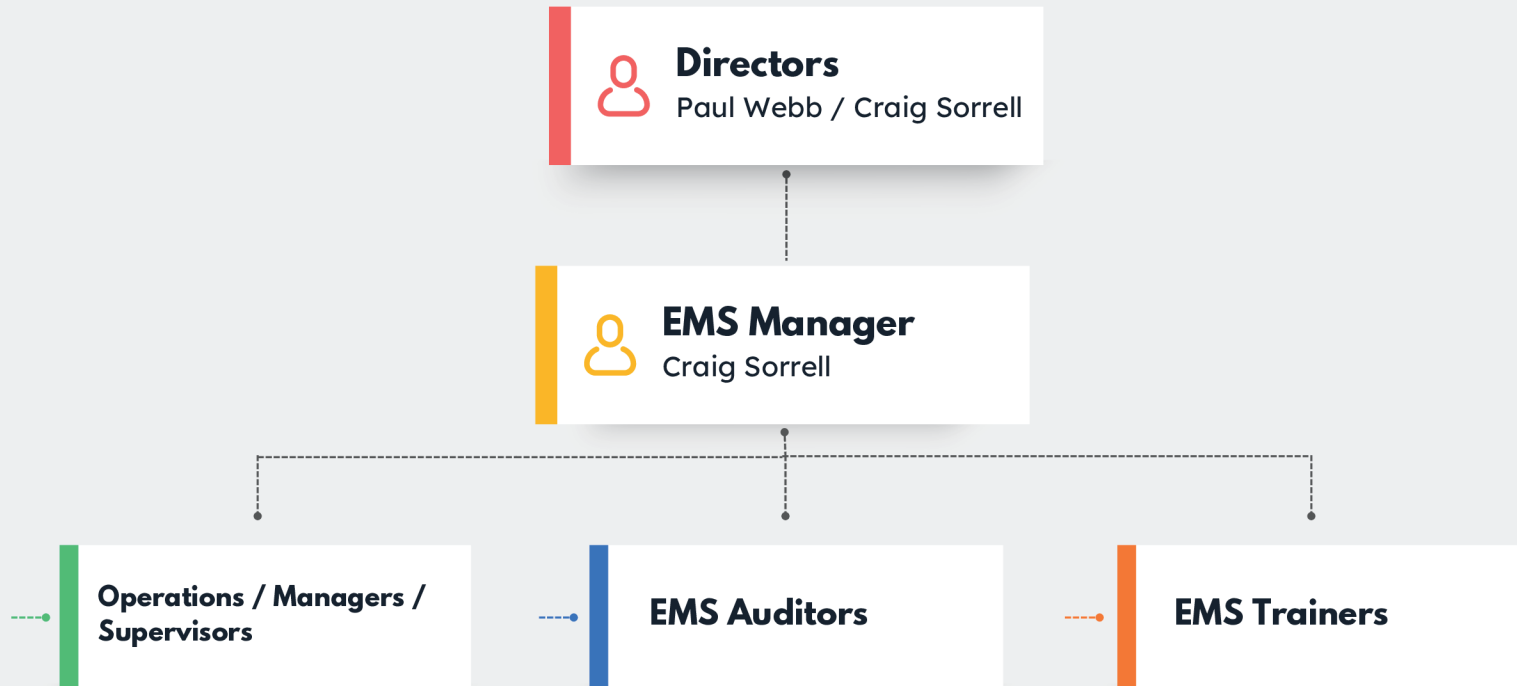 Directors
Paul Webb / Craig Sorrell
EMS Manager
Craig Sorrell
Operations / Managers /
Supervisors
EMS Auditors
EMS Trainers